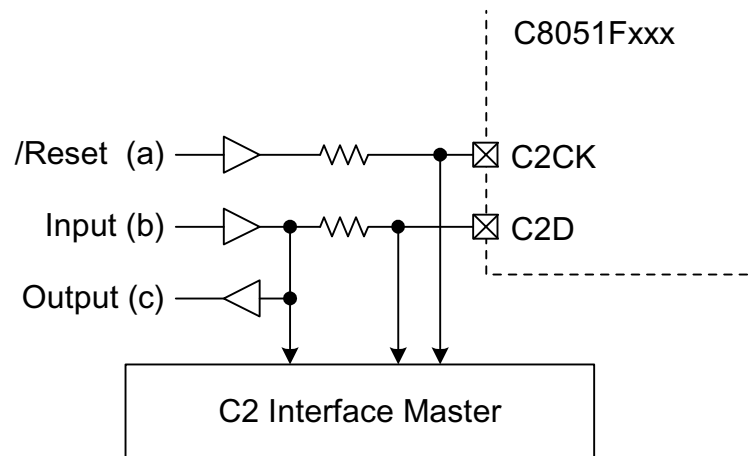 C8051Fxxx
/Reset (a)
C2CK
Input (b)
C2D
Output (c)
C2 Interface Master